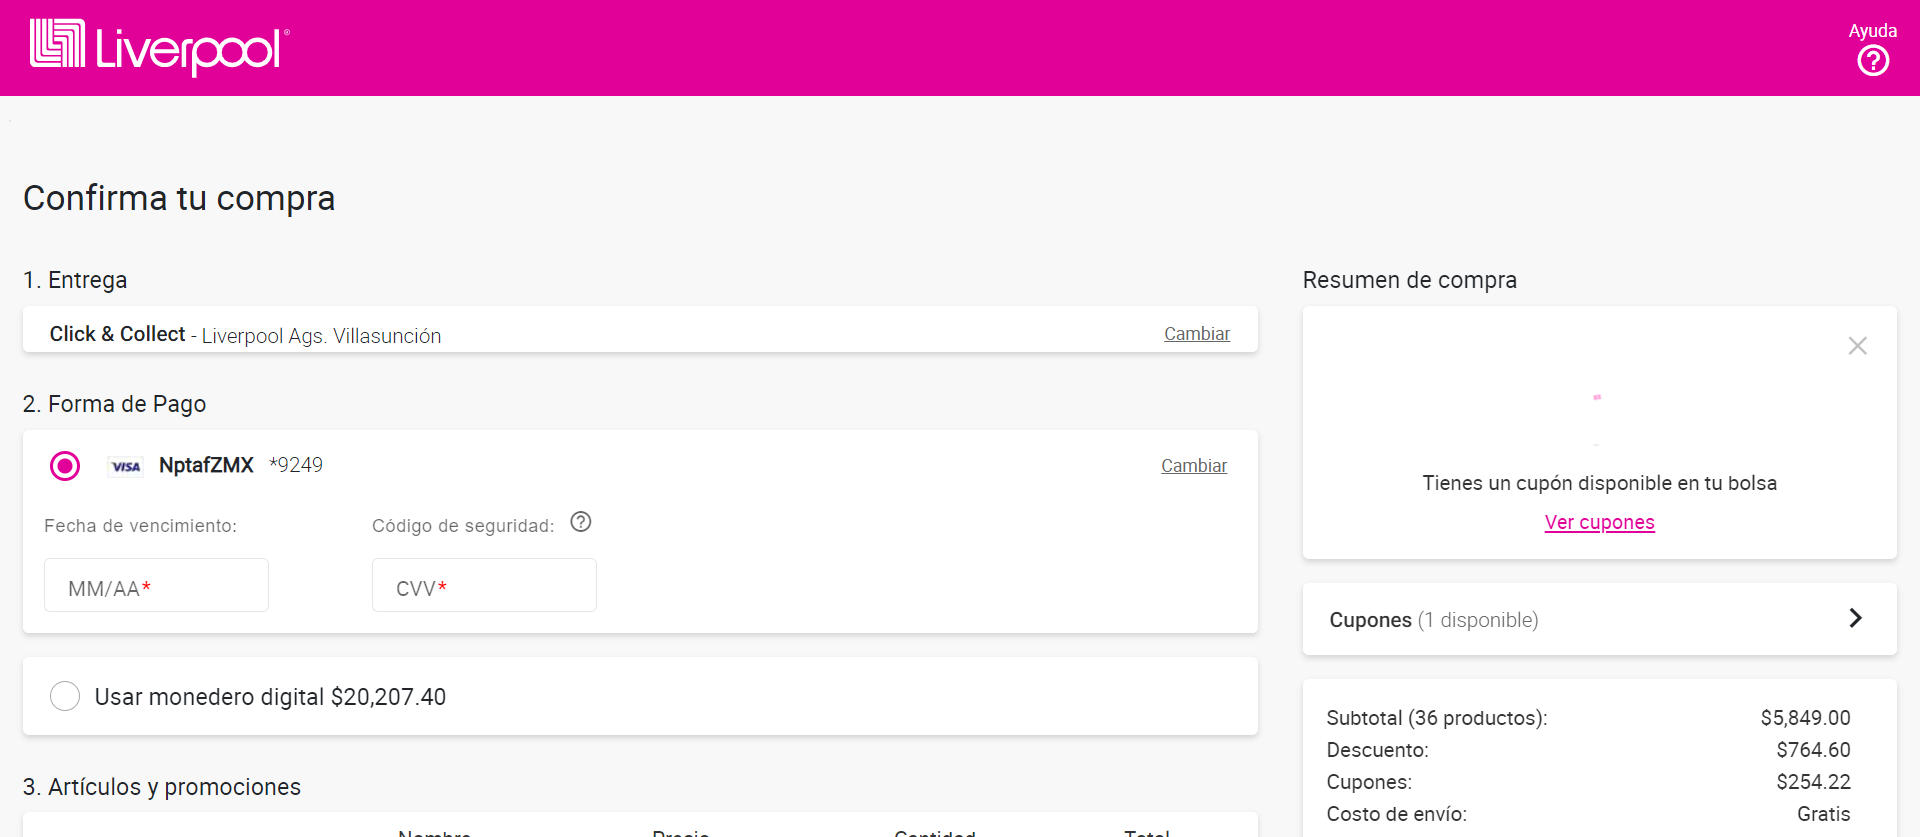 Liverpool®
Ayuda
Confirma tu compra
1. Entrega
Click & Collect - Liverpool Ags. Villasunción
Cambiar
2. Forma de Pago
VISA NptafZMX *9249
Cambiar
Fecha de vencimiento:
Código de seguridad:
MM/AA*
CVV*
Usar monedero digital $20,207.40
3. Artículos y promociones
Nombre Precio Cantidad Total
Resumen de compra
Tienes un cupón disponible en tu bolsa
Ver cupones
Cupones (1 disponible)
Subtotal (36 productos): $5,849.00
Descuento: $764.60
Cupones: $254.22
Costo de envío: Gratis